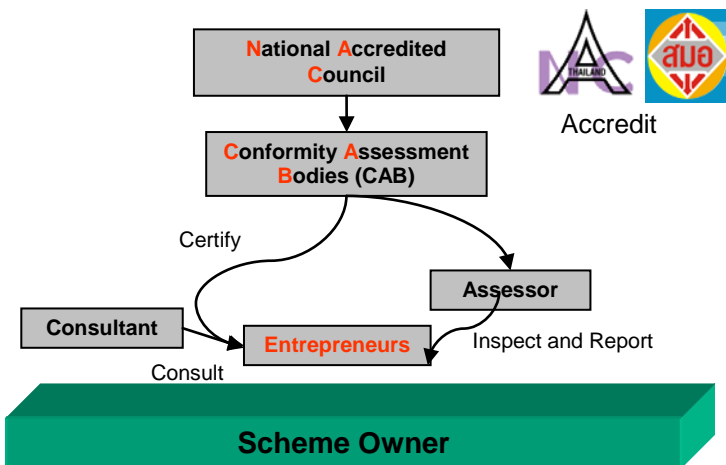 National Accredited
Council
NAC
THAILAND
สมอ
Accredit
Conformity Assessment
Bodies (CAB)
Certify
Assessor
Consultant
Entrepreneurs
Inspect and Report
Consult
Scheme Owner